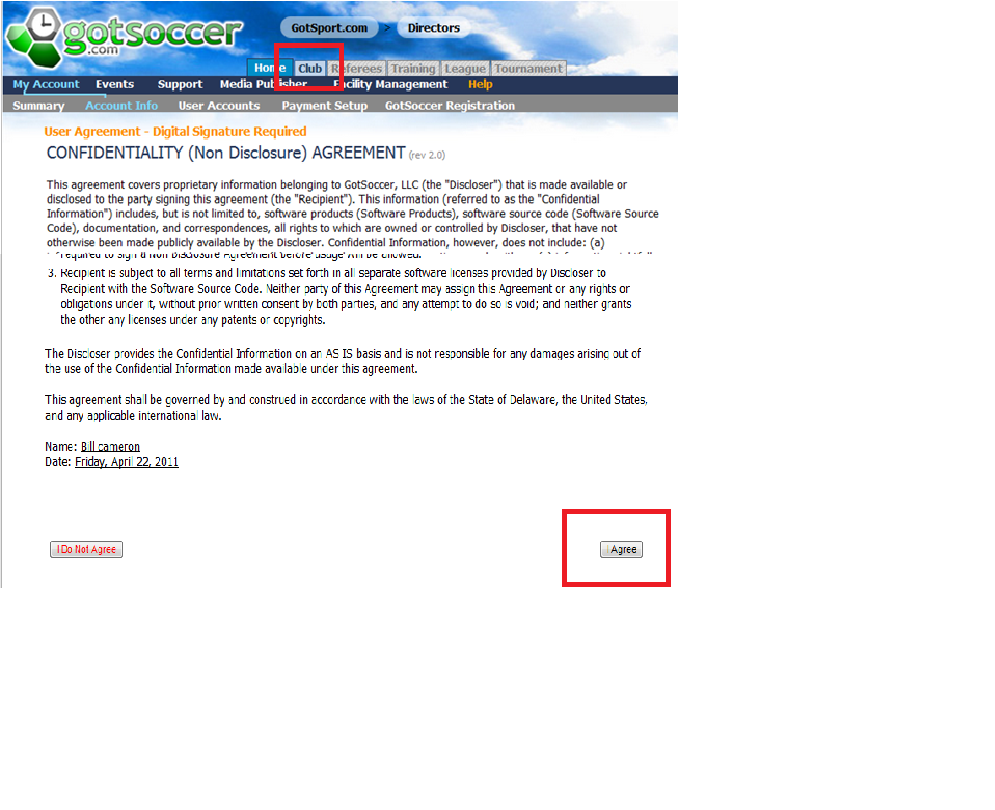 gotsoccer
.com
GotSport.com > Directors
Home Club Referees Training League Tournament
My Account Events Support Media Publisher Facility Management Help
Summary Account Info User Accounts Payment Setup GotSoccer Registration
User Agreement - Digital Signature Required
CONFIDENTIALITY (Non Disclosure) AGREEMENT (rev 2.0)
This agreement covers proprietary information belonging to GotSoccer, LLC (the "Discloser") that is made available or
disclosed to the party signing this agreement (the "Recipient"). This information (referred to as the "Confidential
Information") includes, but is not limited to, software products (Software Products), software source code (Software Source
Code), documentation, and correspondences, all rights to which are owned or controlled by Discloser, that have not
otherwise been made publicly available by the Discloser. Confidential Information, however, does not include: (a)
required to sign a Non Disclosure Agreement before usage will be allowed.
3. Recipient is subject to all terms and limitations set forth in all separate software licenses provided by Discloser to
Recipient with the Software Source Code. Neither party of this Agreement may assign this Agreement or any rights or
obligations under it, without prior written consent by both parties, and any attempt to do so is void; and neither grants
the other any licenses under any patents or copyrights.
The Discloser provides the Confidential Information on an AS IS basis and is not responsible for any damages arising out of
the use of the Confidential Information made available under this agreement.
This agreement shall be governed by and construed in accordance with the laws of the State of Delaware, the United States,
and any applicable international law.
Name: Bill cameron
Date: Friday, April 22, 2011
I Do Not Agree
I Agree